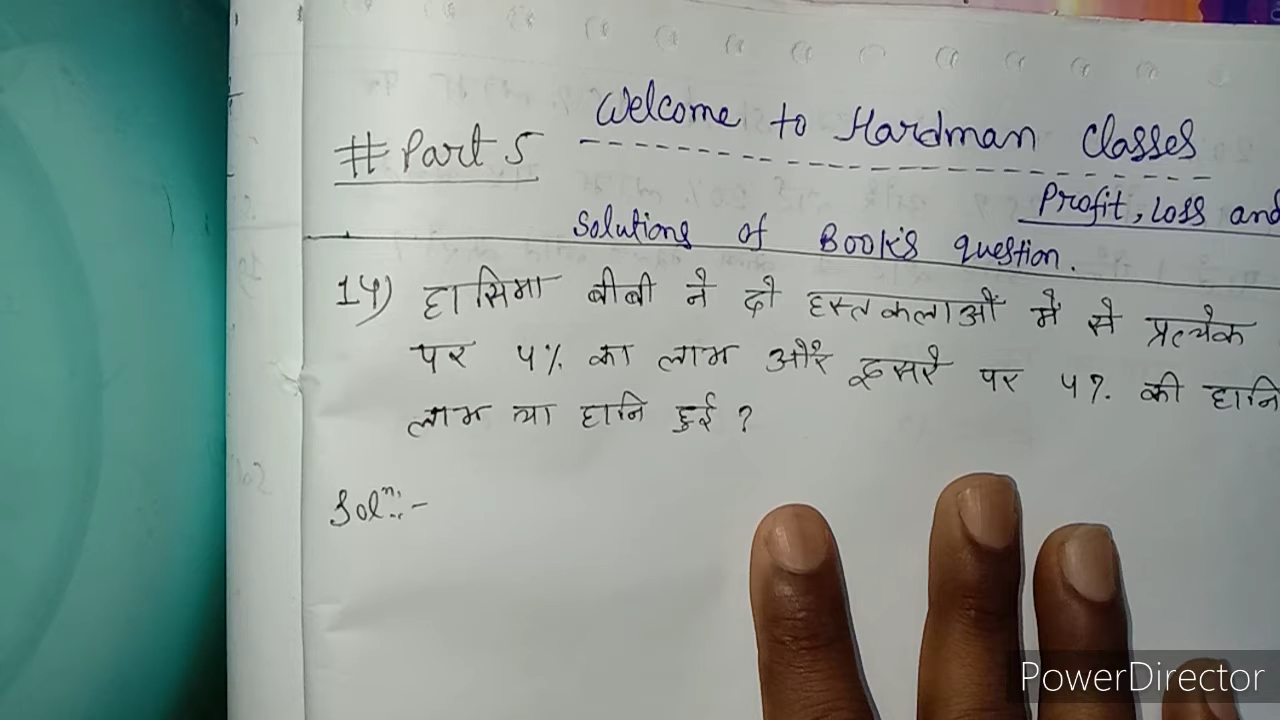 Welcome to Hardman Classes
# Part 5
Profit, Loss and
Solutions of Book's question.
14) हासिमा बीबी ने दो हस्तकलाओं में से प्रत्येक
पर 4% का लाभ और दूसरे पर 4% की हानि
लाभ या हानि हुई ?
Solⁿ:-
PowerDirector